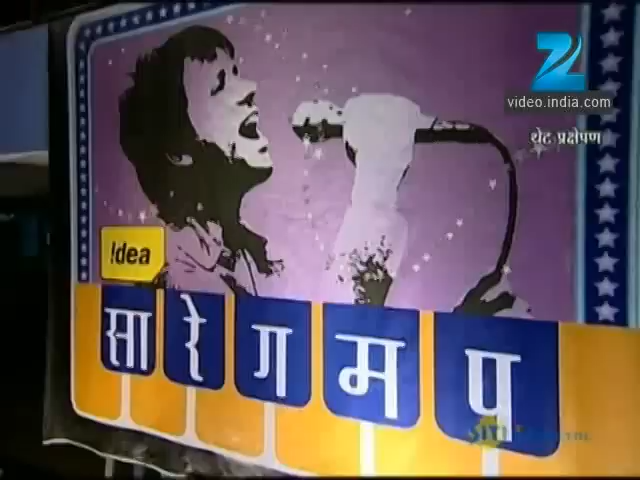 video.india.com
थेट प्रक्षेपण
Idea
सा रे ग म प